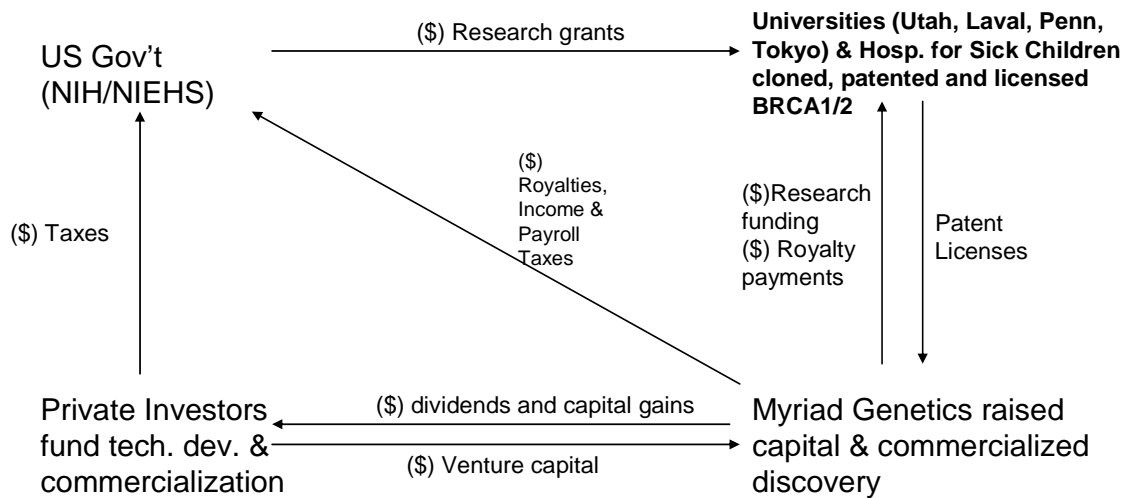 US Gov't
(NIH/NIEHS)
($) Research grants
Universities (Utah, Laval, Penn,
Tokyo) & Hosp. for Sick Children
cloned, patented and licensed
BRCA1/2
($) Taxes
($)
Royalties,
Income &
Payroll
Taxes
($)Research
funding
($) Royalty
payments
Patent
Licenses
Private Investors
fund tech. dev. &
commercialization
($) dividends and capital gains
($) Venture capital
Myriad Genetics raised
capital & commercialized
discovery